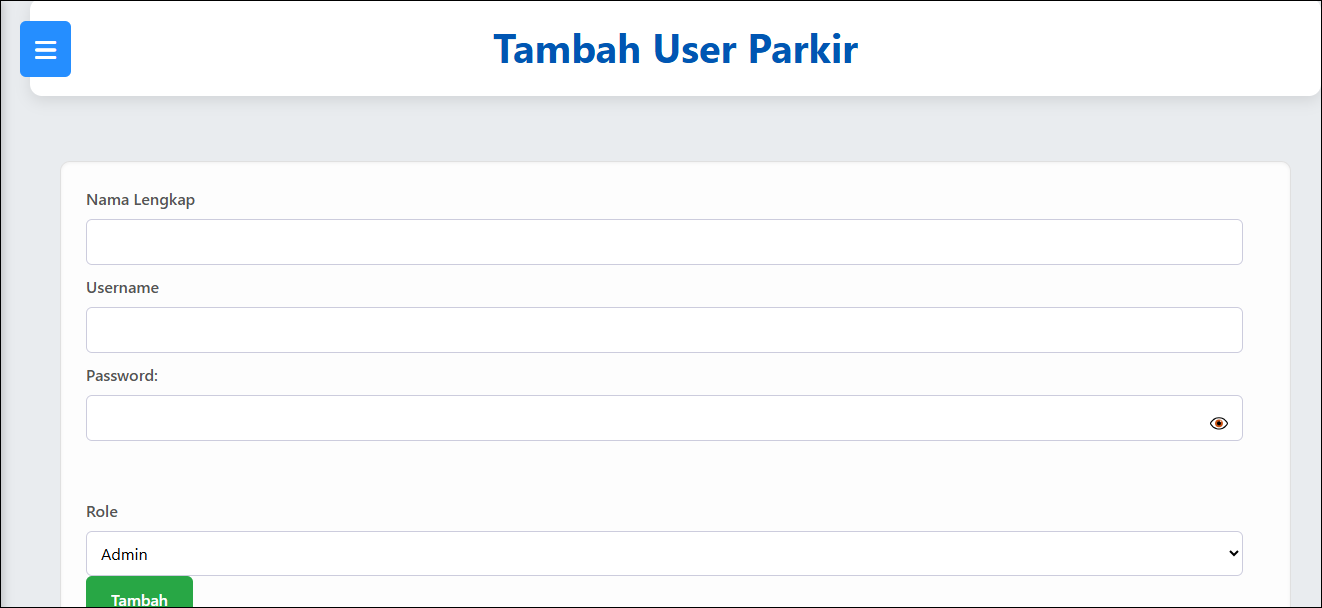 Tambah User Parkir
Nama Lengkap
Username
Password:
Role
Admin
Tambah